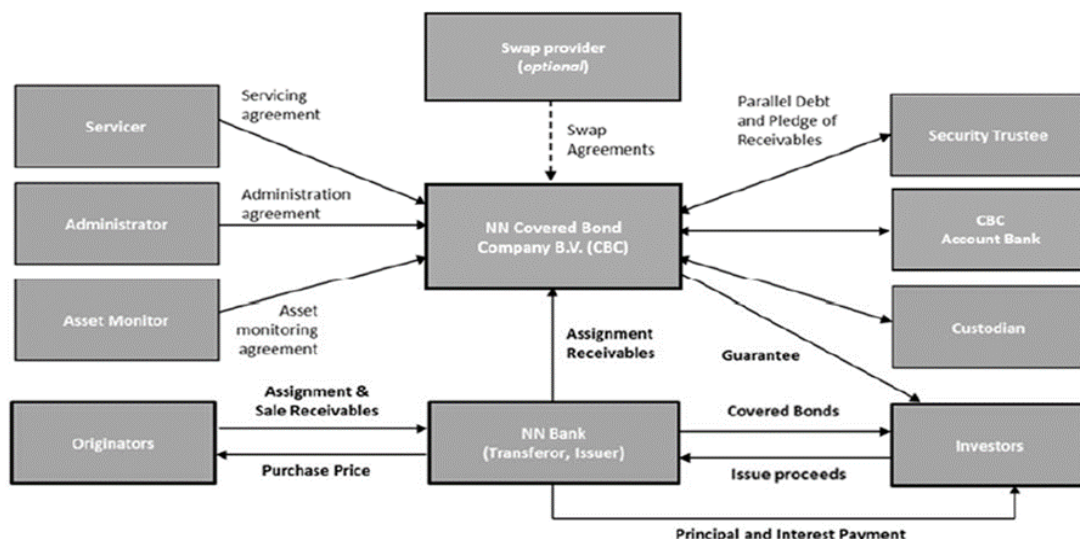 Swap provider
(optional)
Servicing
agreement
Servicer
Swap
Agreements
Parallel Debt
and Pledge of
Receivables
Security Trustee
Administration
agreement
Administrator
NN Covered Bond
Company B.V. (CBC)
CBC
Account Bank
Asset Monitor
Asset
monitoring
agreement
Custodian
Assignment
Receivables
Guarantee
Assignment &
Sale Receivables
Originators
Purchase Price
NN Bank
(Transferor, Issuer)
Covered Bonds
Issue proceeds
Investors
Principal and Interest Payment